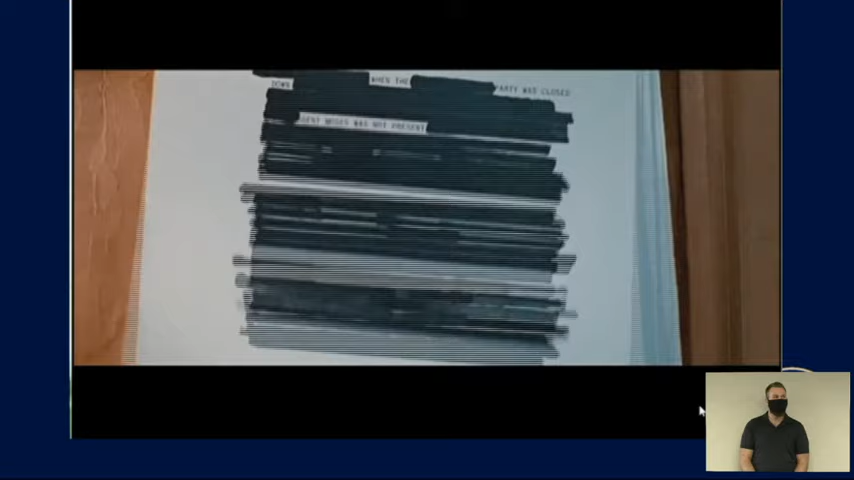 DOWN WHEN THE PARTY WAS CLOSED
AGENT MOSES WAS NOT PRESENT